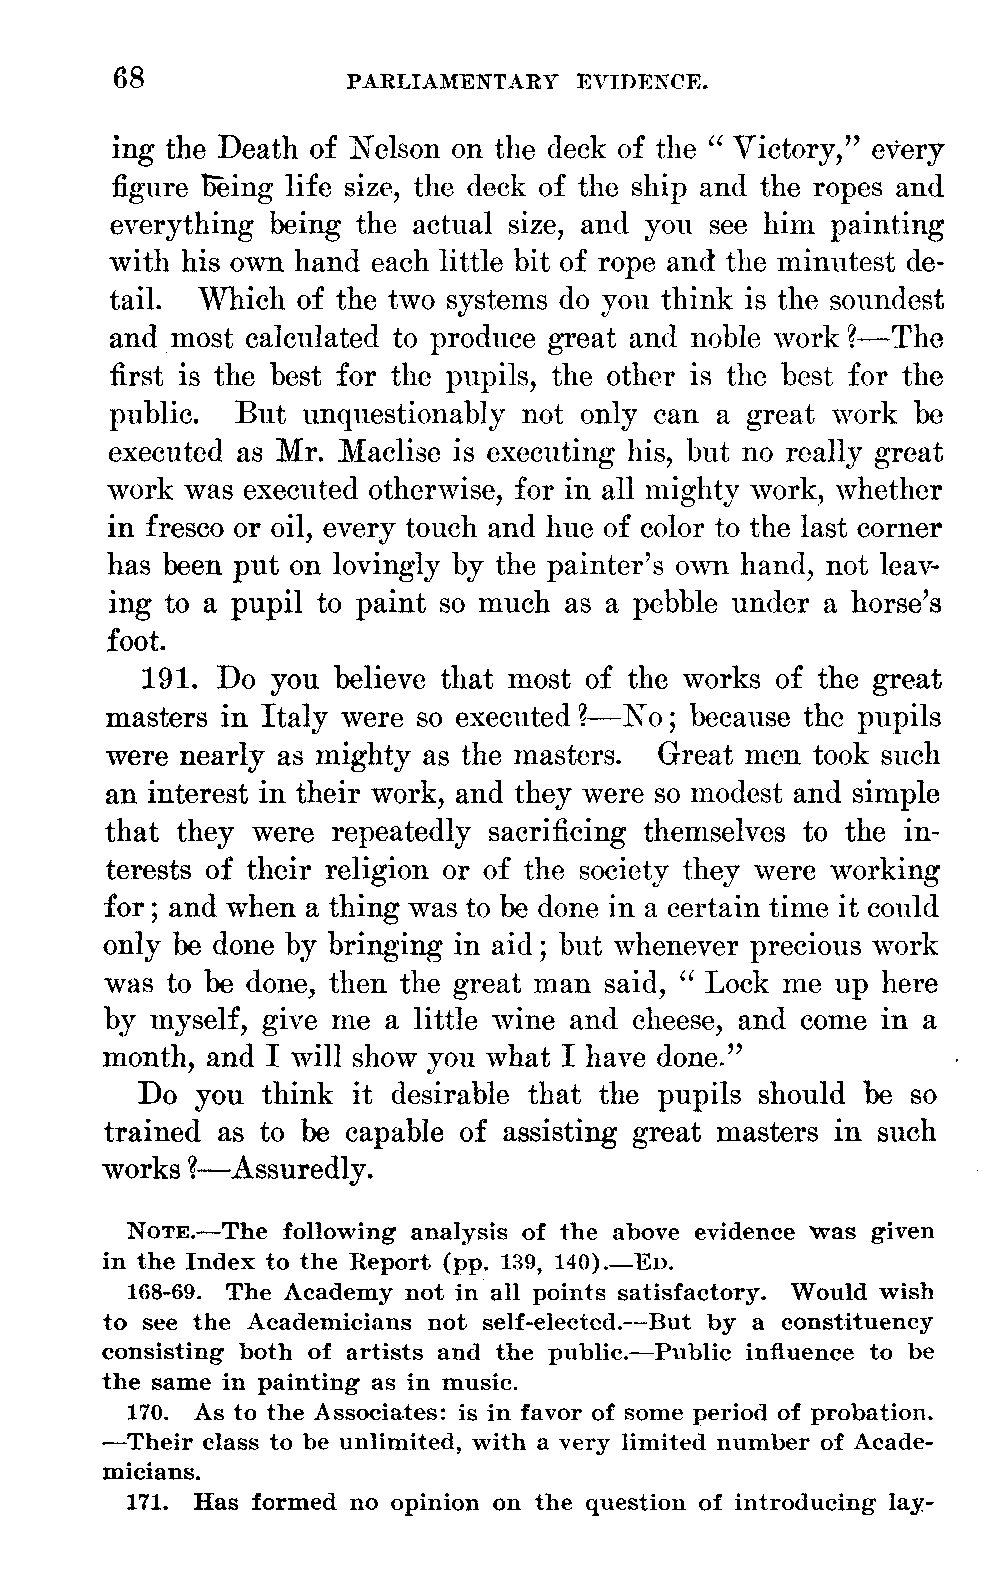 68 PARLIAMENTARY EVIDENCE.
ing the Death of Nelson on the deck of the “ Victory,” every
figure being life size, the deck of the ship and the ropes and
everything being the actual size, and you see him painting
with his own hand each little bit of rope and the minutest de-
tail. Which of the two systems do you think is the soundest
and most calculated to produce great and noble work?—The
first is the best for the pupils, the other is the best for the
public. But unquestionably not only can a great work be
executed as Mr. Maclise is executing his, but no really great
work was executed otherwise, for in all mighty work, whether
in fresco or oil, every touch and hue of color to the last corner
has been put on lovingly by the painter’s own hand, not leav-
ing to a pupil to paint so much as a pebble under a horse’s
foot.
191. Do you believe that most of the works of the great
masters in Italy were so executed?—No; because the pupils
were nearly as mighty as the masters. Great men took such
an interest in their work, and they were so modest and simple
that they were repeatedly sacrificing themselves to the in-
terests of their religion or of the society they were working
for; and when a thing was to be done in a certain time it could
only be done by bringing in aid; but whenever precious work
was to be done, then the great man said, “ Lock me up here
by myself, give me a little wine and cheese, and come in a
month, and I will show you what I have done.”
Do you think it desirable that the pupils should be so
trained as to be capable of assisting great masters in such
works?—Assuredly.
NOTE.—The following analysis of the above evidence was given
in the Index to the Report (pp. 139, 140).—ED.
168-69. The Academy not in all points satisfactory. Would wish
to see the Academicians not self-elected.—But by a constituency
consisting both of artists and the public.—Public influence to be
the same in painting as in music.
170. As to the Associates: is in favor of some period of probation.
—Their class to be unlimited, with a very limited number of Acade-
micians.
171. Has formed no opinion on the question of introducing lay-